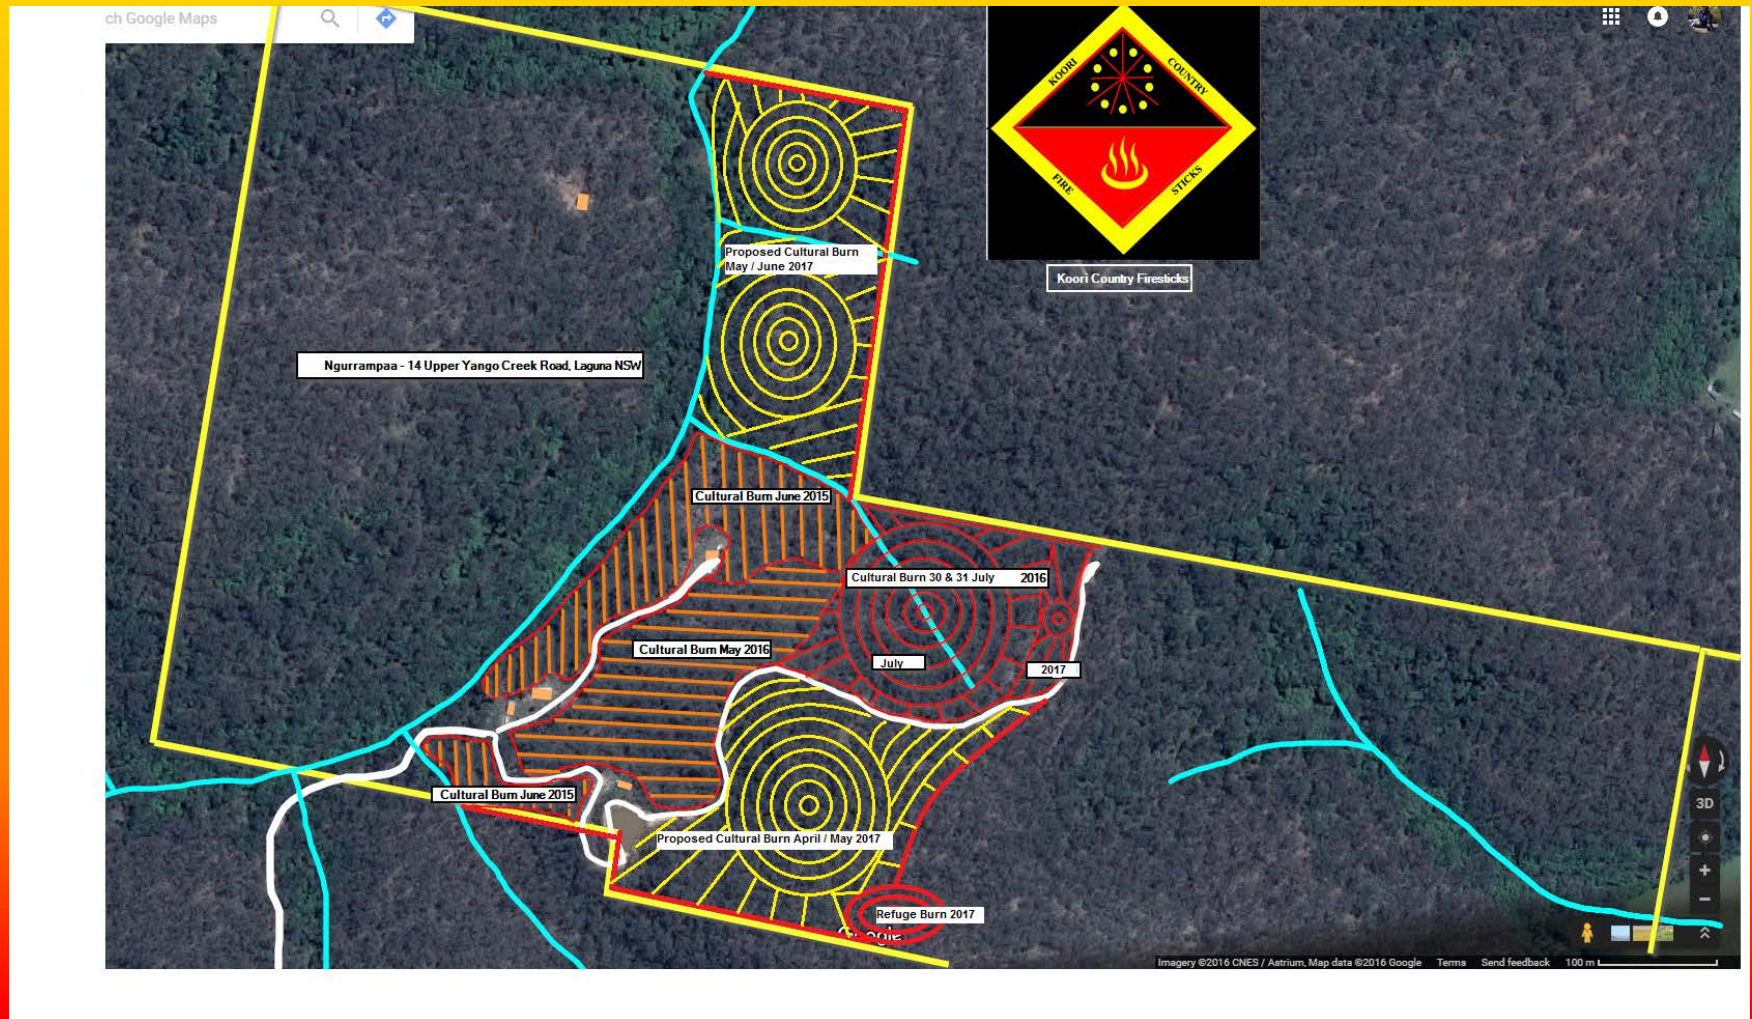 ch Google Maps
KOORI
COUNTRY
FIRE
STICKS
Koori Country Firesticks
Proposed Cultural Burn
May / June 2017
Ngurrampaa - 14 Upper Yango Creek Road, Laguna NSW
Cultural Burn June 2015
Cultural Burn 30 & 31 July 2016
Cultural Burn May 2016
July
2017
Cultural Burn June 2015
Proposed Cultural Burn April / May 2017
Refuge Burn 2017
Google
3D
Imagery ©2016 CNES / Astrium, Map data ©2016 Google Terms Send feedback 100 m